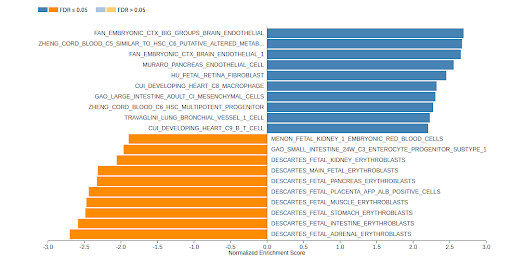 FDR ≤ 0.05 FDR > 0.05
FAN_EMBRYONIC_CTX_BIG_GROUPS_BRAIN_ENDOTHELIAL
ZHENG_CORD_BLOOD_C5_SIMILAR_TO_HSC_C6_PUTATIVE_ALTERED_METAB...
FAN_EMBRYONIC_CTX_BRAIN_ENDOTHELIAL_1
MURARO_PANCREAS_ENDOTHELIAL_CELL
HU_FETAL_RETINA_FIBROBLAST
CUI_DEVELOPING_HEART_C8_MACROPHAGE
GAO_LARGE_INTESTINE_ADULT_CI_MESENCHYMAL_CELLS
ZHENG_CORD_BLOOD_C6_HSC_MULTIPOTENT_PROGENITOR
TRAVAGLINI_LUNG_BRONCHIAL_VESSEL_1_CELL
CUI_DEVELOPING_HEART_C9_B_T_CELL
MENON_FETAL_KIDNEY_1_EMBRYONIC_RED_BLOOD_CELLS
GAO_SMALL_INTESTINE_24W_C3_ENTEROCYTE_PROGENITOR_SUBTYPE_1
DESCARTES_FETAL_KIDNEY_ERYTHROBLASTS
DESCARTES_MAIN_FETAL_ERYTHROBLASTS
DESCARTES_FETAL_PANCREAS_ERYTHROBLASTS
DESCARTES_FETAL_PLACENTA_AFP_ALB_POSITIVE_CELLS
DESCARTES_FETAL_MUSCLE_ERYTHROBLASTS
DESCARTES_FETAL_STOMACH_ERYTHROBLASTS
DESCARTES_FETAL_INTESTINE_ERYTHROBLASTS
DESCARTES_FETAL_ADRENAL_ERYTHROBLASTS
-3.0 -2.5 -2.0 -1.5 -1.0 -0.5 0.0 0.5 1.0 1.5 2.0 2.5 3.0
Normalized Enrichment Score